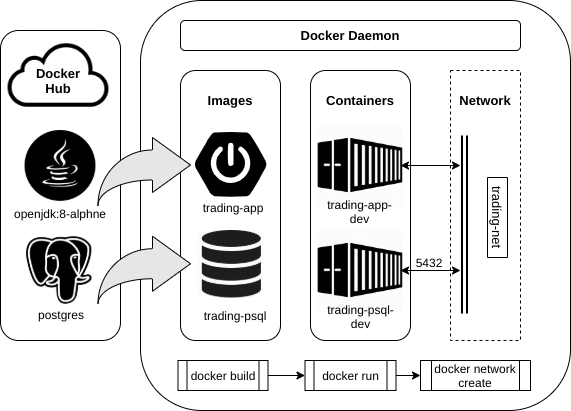 Docker Daemon
Docker
Hub
openjdk:8-alphne
postgres
Images
trading-app
trading-psql
Containers
trading-app-
dev
trading-psql-
dev
5432
Network
trading-net
docker build
docker run
docker network
create